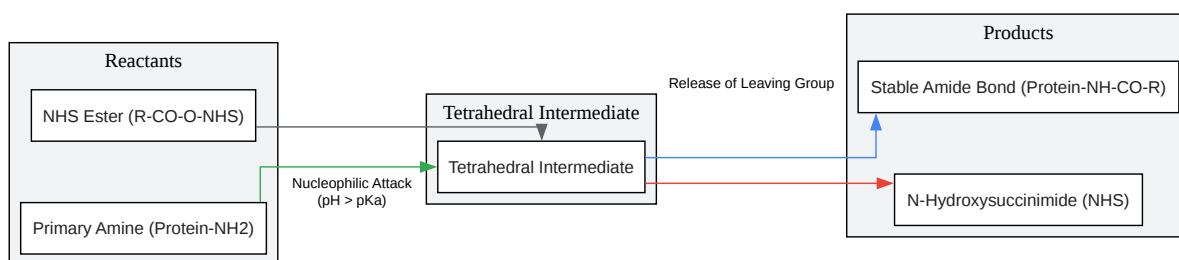 Reactants
NHS Ester (R-CO-O-NHS)
Primary Amine (Protein-NH2)
Nucleophilic Attack
(pH > pKa)
Tetrahedral Intermediate
Tetrahedral Intermediate
Release of Leaving Group
Products
Stable Amide Bond (Protein-NH-CO-R)
N-Hydroxysuccinimide (NHS)